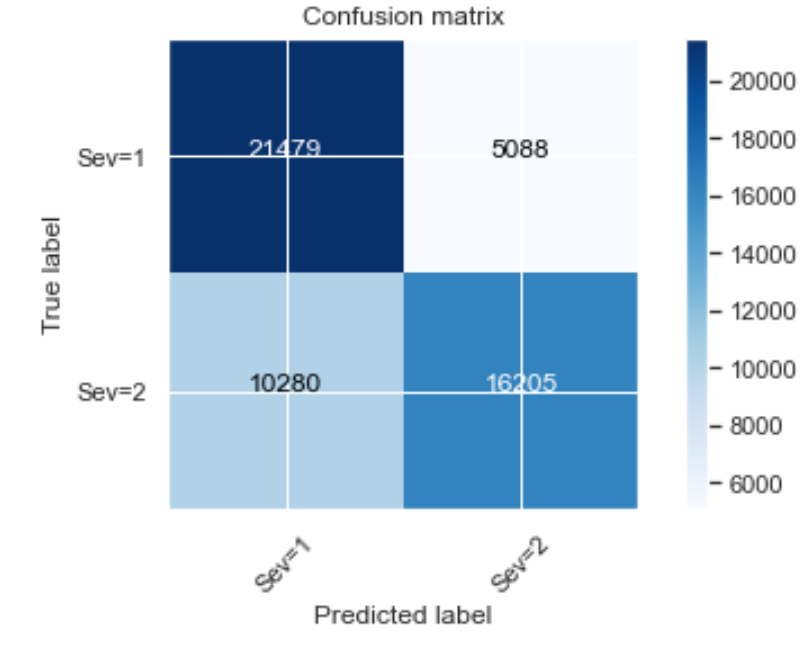 Confusion matrix
Sev=1
21479
5088
Sev=2
10280
16205
Sev=1
Sev=2
True label
Predicted label
20000
18000
16000
14000
12000
10000
8000
6000